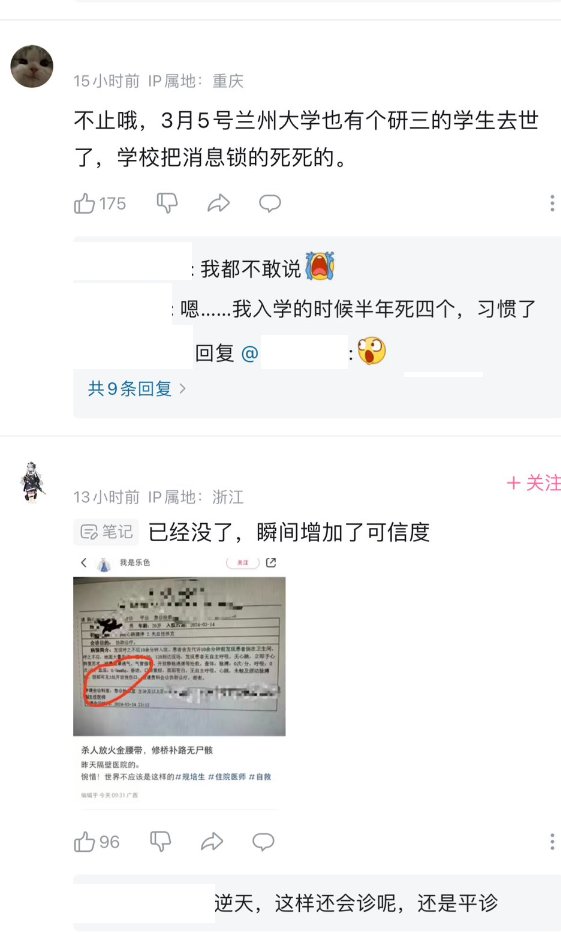 15小时前 IP属地：重庆
不止哦，3月5号兰州大学也有个研三的学生去世
了，学校把消息锁的死死的。
175
: 我都不敢说
: 嗯……我入学的时候半年死四个，习惯了
回复 @ :
共9条回复 >
13小时前 IP属地：浙江
+ 关注
笔记 已经没了，瞬间增加了可信度
我是乐色
关注
杀人放火金腰带，修桥补路无尸骸
昨天隔壁医院的。
惋惜！世界不应该是这样的#规培生 #住院医师 #自救
编辑于 今天 09:31 广西
96
逆天，这样还会诊呢，还是平诊